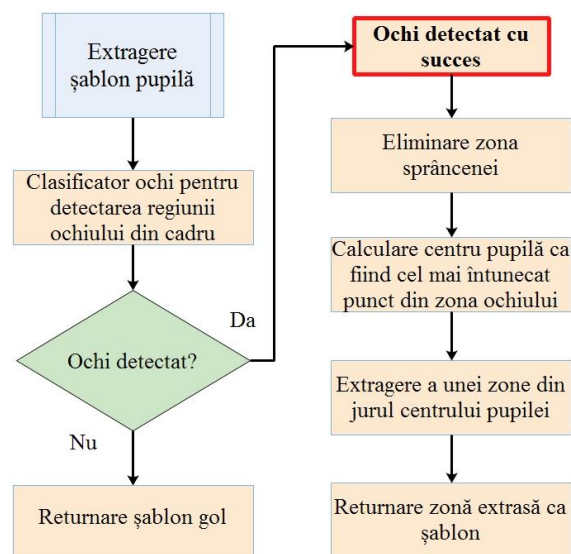 Extragere
șablon pupilă
Clasificator ochi pentru
detectarea regiunii
ochiului din cadru
Ochi detectat?
Da
Nu
Returnare șablon gol
Ochi detectat cu
succes
Eliminare zona
sprâncenei
Calculare centru pupilă ca
fiind cel mai întunecat
punct din zona ochiului
Extragere a unei zone din
jurul centrului pupilei
Returnare zonă extrasă ca
șablon